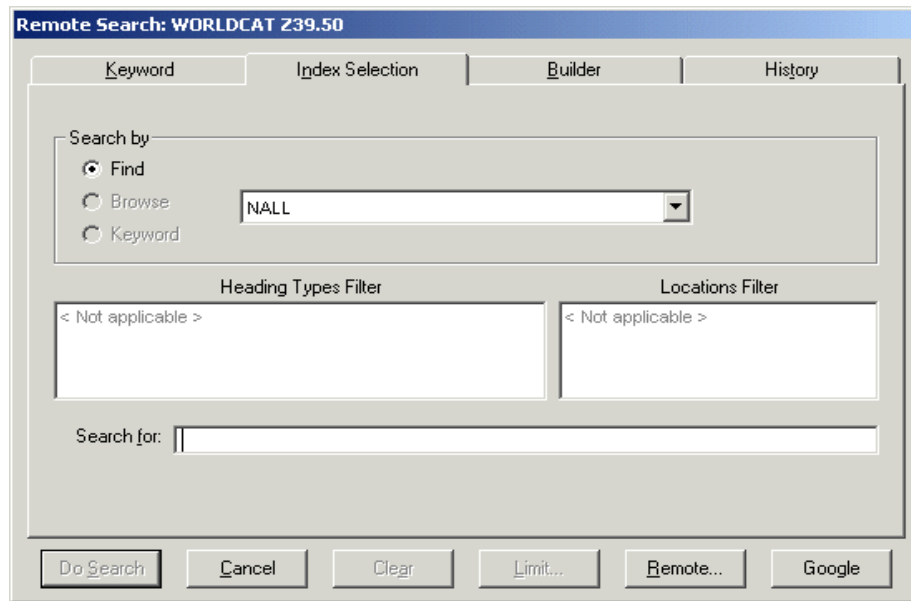 Remote Search: WORLDCAT Z39.50
Keyword Index Selection Builder History
Search by
Find
Browse
NALL
Keyword
Heading Types Filter Locations Filter
< Not applicable > < Not applicable >
Search for:
Do Search Cancel Clear Limit... Remote... Google